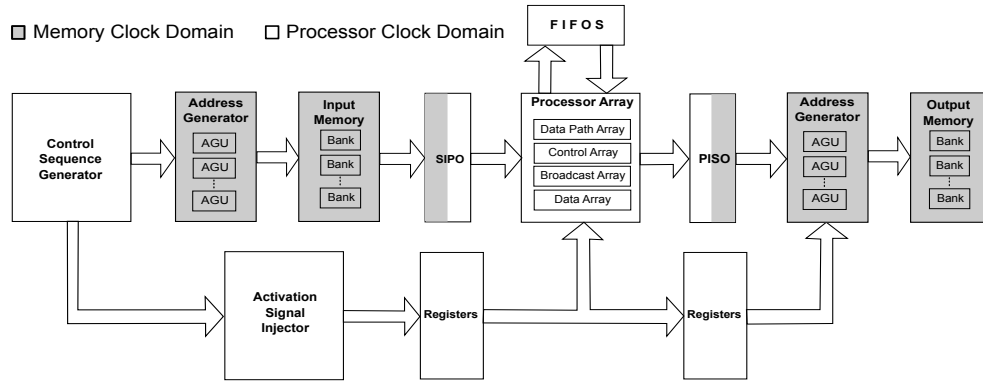 Memory Clock Domain
Processor Clock Domain
F I F O S
Control
Sequence
Generator
Address
Generator
AGU
AGU
AGU
Input
Memory
Bank
Bank
Bank
SIPO
Processor Array
Data Path Array
Control Array
Broadcast Array
Data Array
PISO
Address
Generator
AGU
AGU
AGU
Output
Memory
Bank
Bank
Bank
Activation
Signal
Injector
Registers
Registers